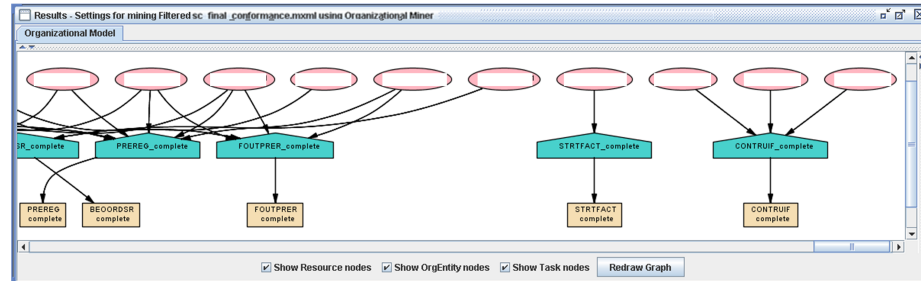 Results - Settings for mining Filtered sc final_conformance.mxml using Organizational Miner
Organizational Model
SR_complete
PREREG_complete
FOUTPRER_complete
STRTFACT_complete
CONTRUIF_complete
PREREG
complete
BEOORDSR
complete
FOUTPRER
complete
STRTFACT
complete
CONTRUIF
complete
Show Resource nodes
Show OrgEntity nodes
Show Task nodes
Redraw Graph